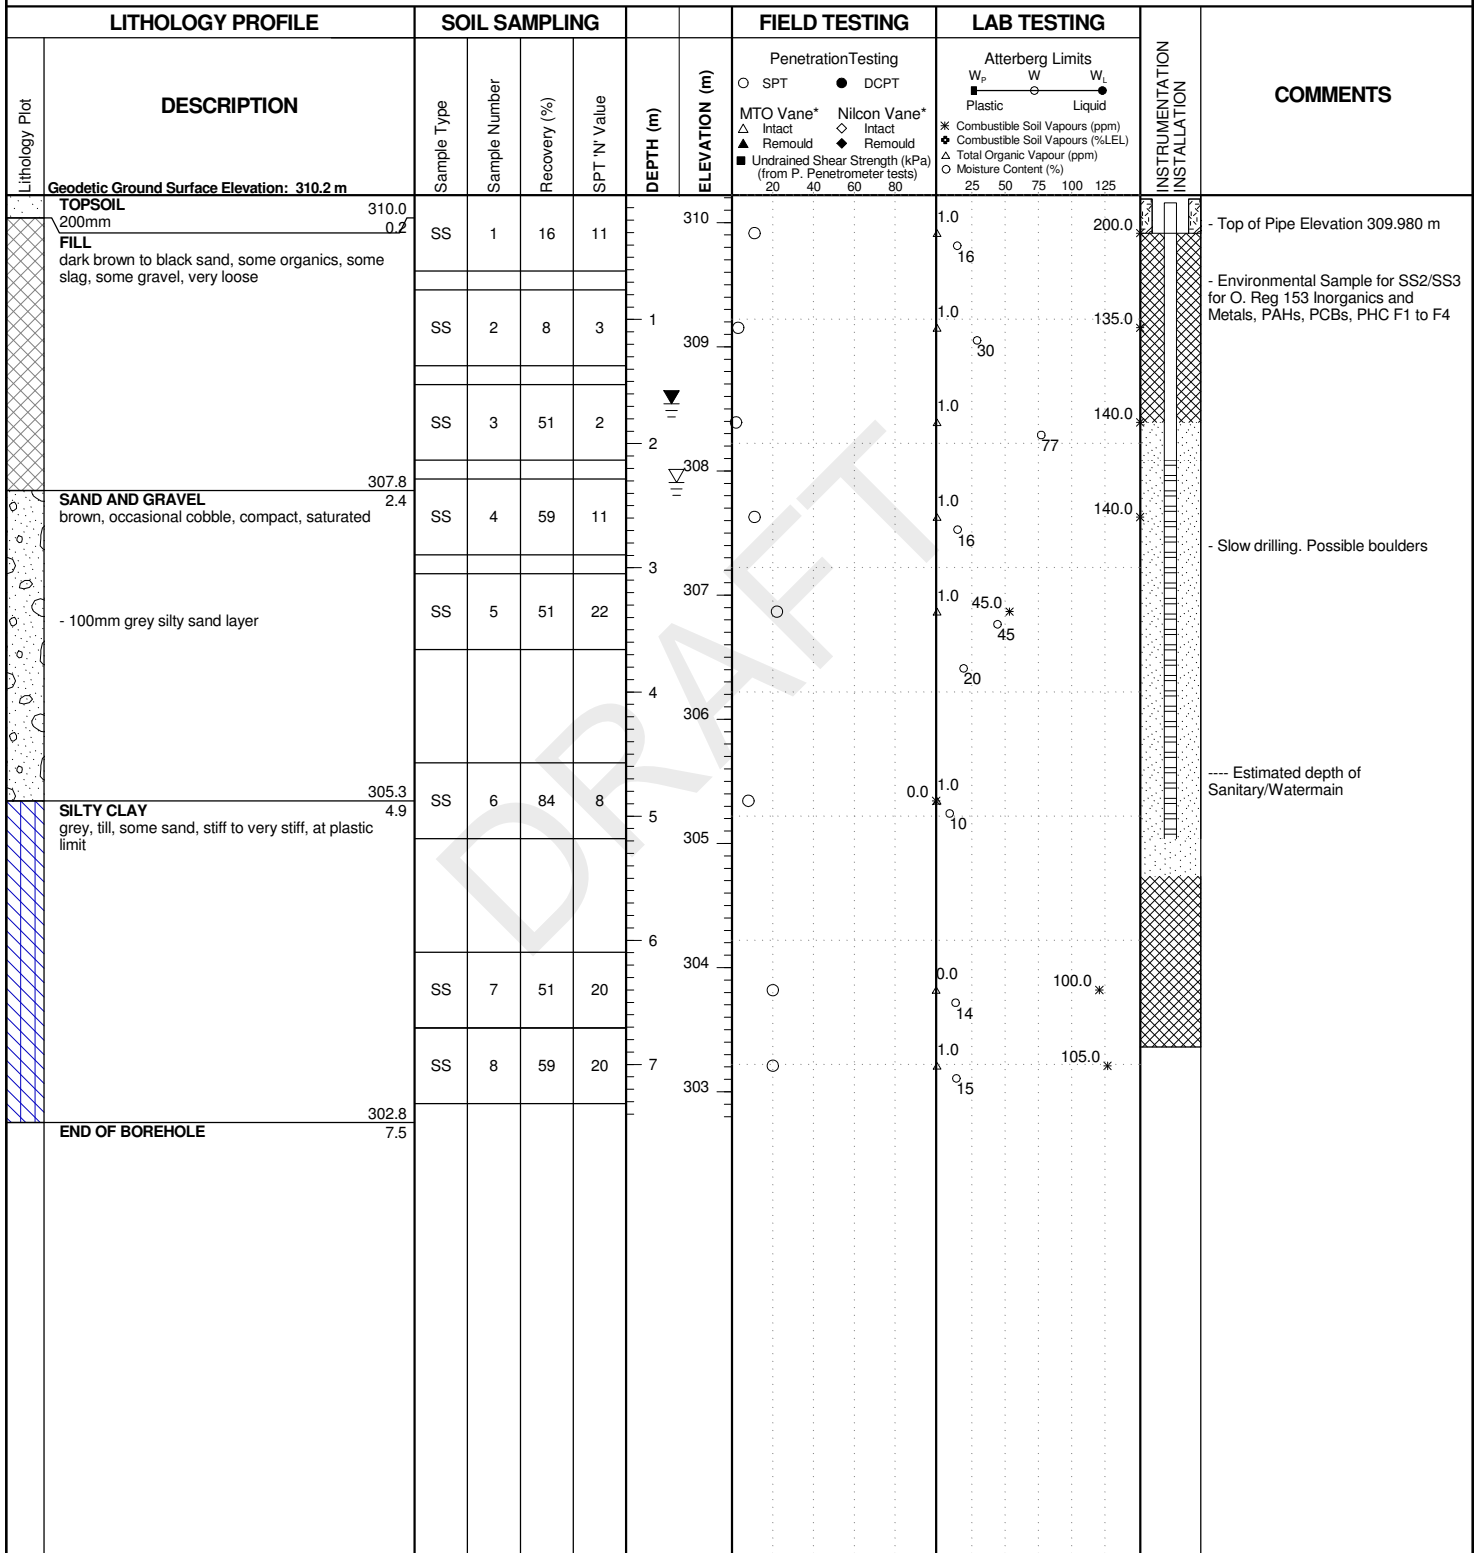 LITHOLOGY PROFILE
SOIL SAMPLING
FIELD TESTING
LAB TESTING
Lithology Plot
DESCRIPTION
Geodetic Ground Surface Elevation: 310.2 m
Sample Type
Sample Number
Recovery (%)
SPT 'N' Value
DEPTH (m)
ELEVATION (m)
PenetrationTesting
SPT DCPT
MTO Vane* Nilcon Vane*
Intact Intact
Remould Remould
Undrained Shear Strength (kPa)
(from P. Penetrometer tests)
20 40 60 80
Atterberg Limits
WP W WL
Plastic Liquid
Combustible Soil Vapours (ppm)
Combustible Soil Vapours (%LEL)
Total Organic Vapour (ppm)
Moisture Content (%)
25 50 75 100 125
INSTRUMENTATION
INSTALLATION
COMMENTS
TOPSOIL 310.0
200mm 0.2
FILL
dark brown to black sand, some organics, some
slag, some gravel, very loose
307.8
SAND AND GRAVEL 2.4
brown, occasional cobble, compact, saturated
- 100mm grey silty sand layer
305.3
SILTY CLAY 4.9
grey, till, some sand, stiff to very stiff, at plastic
limit
302.8
END OF BOREHOLE 7.5
SS 1 16 11
SS 2 8 3
SS 3 51 2
SS 4 59 11
SS 5 51 22
SS 6 84 8
SS 7 51 20
SS 8 59 20
1
2
3
4
5
6
7
310
309
308
307
306
305
304
303
1.0 200.0
16
1.0 135.0
30
1.0 140.0
77
1.0 140.0
16
1.0 45.0
45
20
0.0 1.0
10
0.0 100.0
14
1.0 105.0
15
- Top of Pipe Elevation 309.980 m
- Environmental Sample for SS2/SS3
for O. Reg 153 Inorganics and
Metals, PAHs, PCBs, PHC F1 to F4
- Slow drilling. Possible boulders
---- Estimated depth of
Sanitary/Watermain
DRAFT